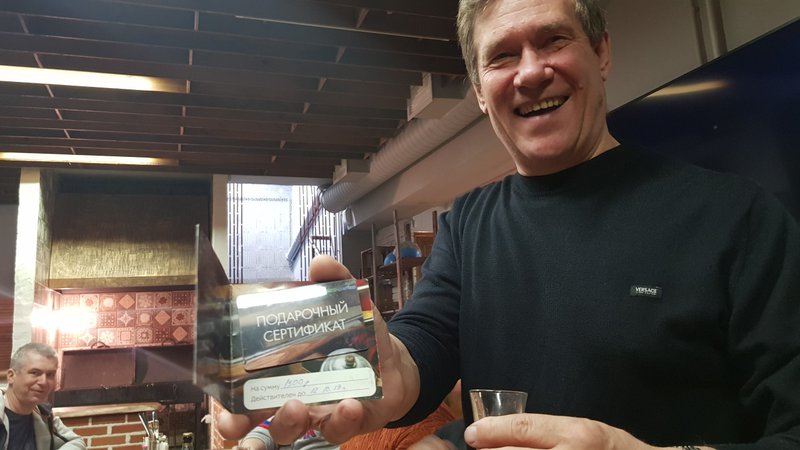 ПОДАРОЧНЫЙ
СЕРТИФИКАТ
На сумму
Действителен до
VERSACE